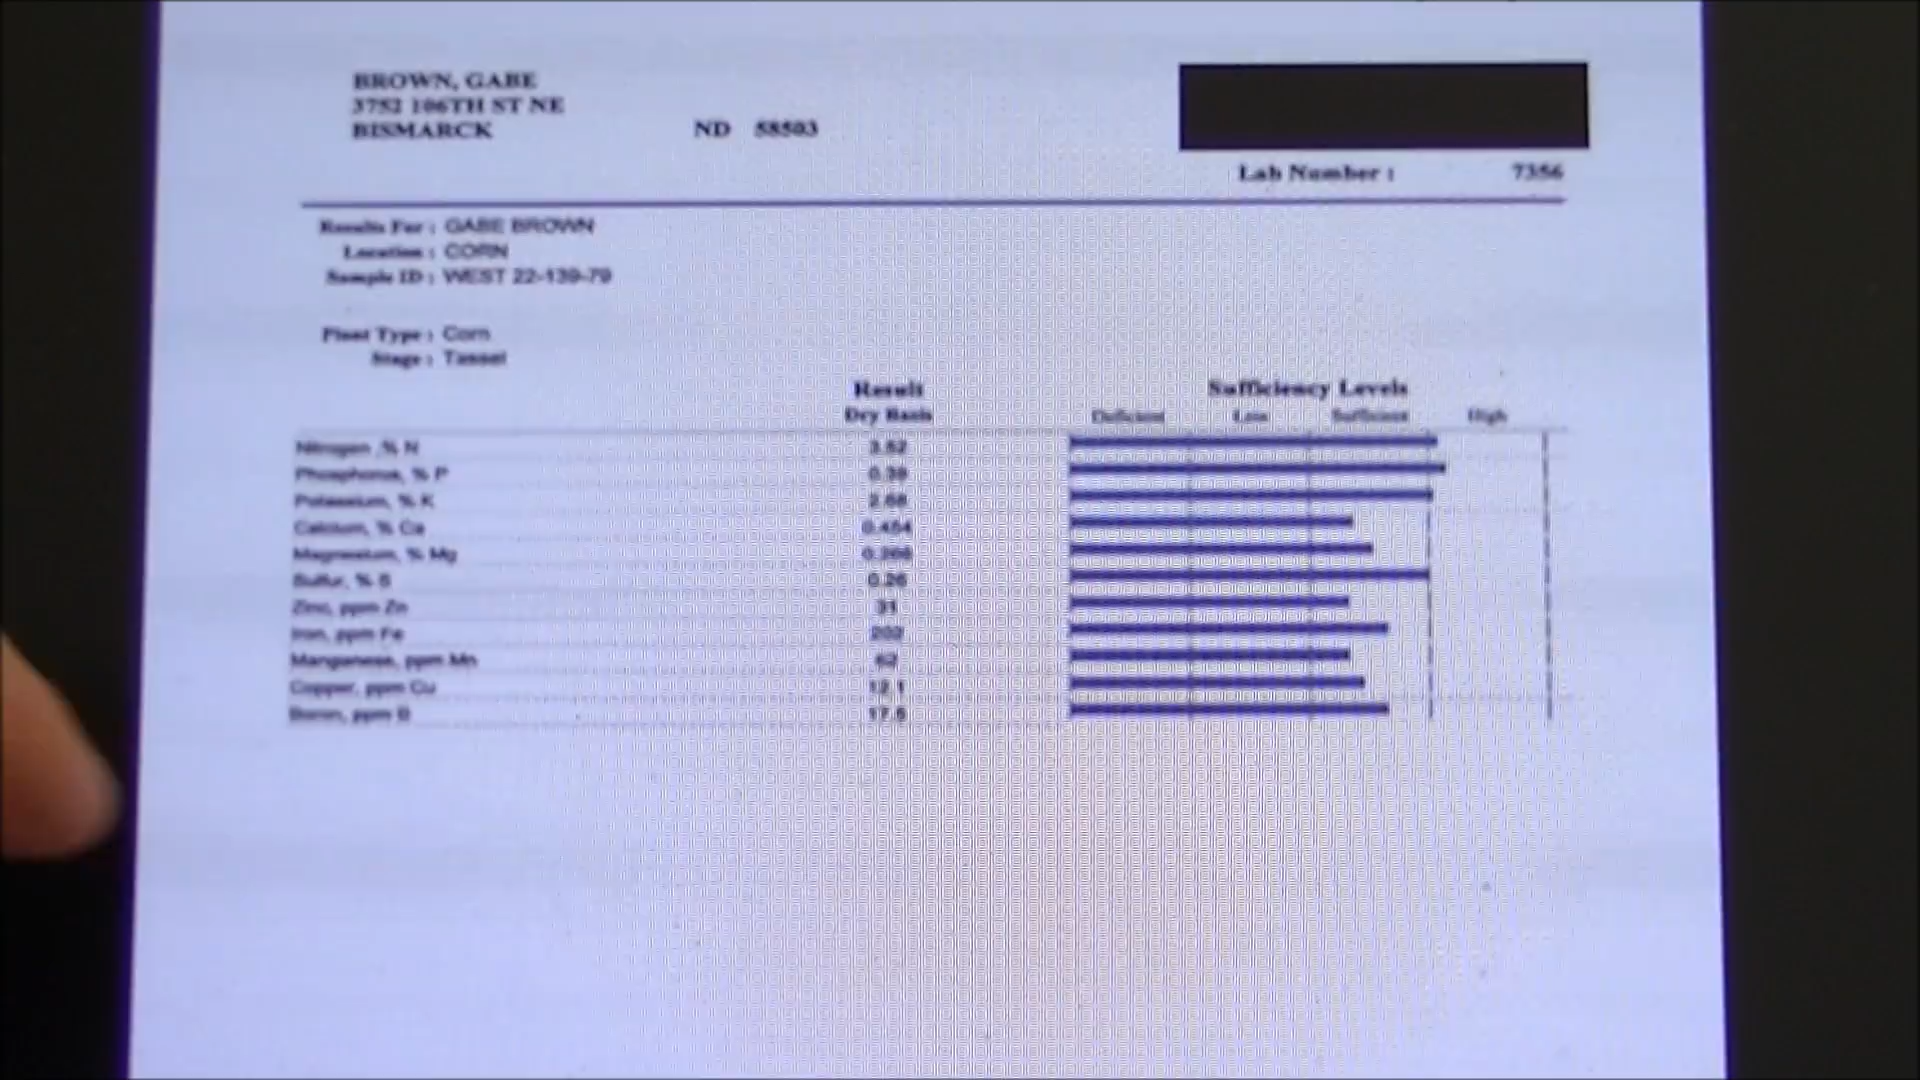 BROWN, GABE
3752 106TH ST NE
BISMARCK ND 58503
Lab Number : 7356
Results For : GABE BROWN
Location : CORN
Sample ID : WEST 22-139-79
Plant Type : Corn
Stage : Tassel
Result Sufficiency Levels
Dry Basis Deficient Low Sufficient High
Nitrogen ,% N 3.52
Phosphorus, % P 0.39
Potassium, % K 2.68
Calcium, % Ca 0.454
Magnesium, % Mg
Sulfur, % S 0.26
Zinc, ppm Zn 31
Iron, ppm Fe
Manganese, ppm Mn 62
Copper, ppm Cu 12.1
Boron, ppm B